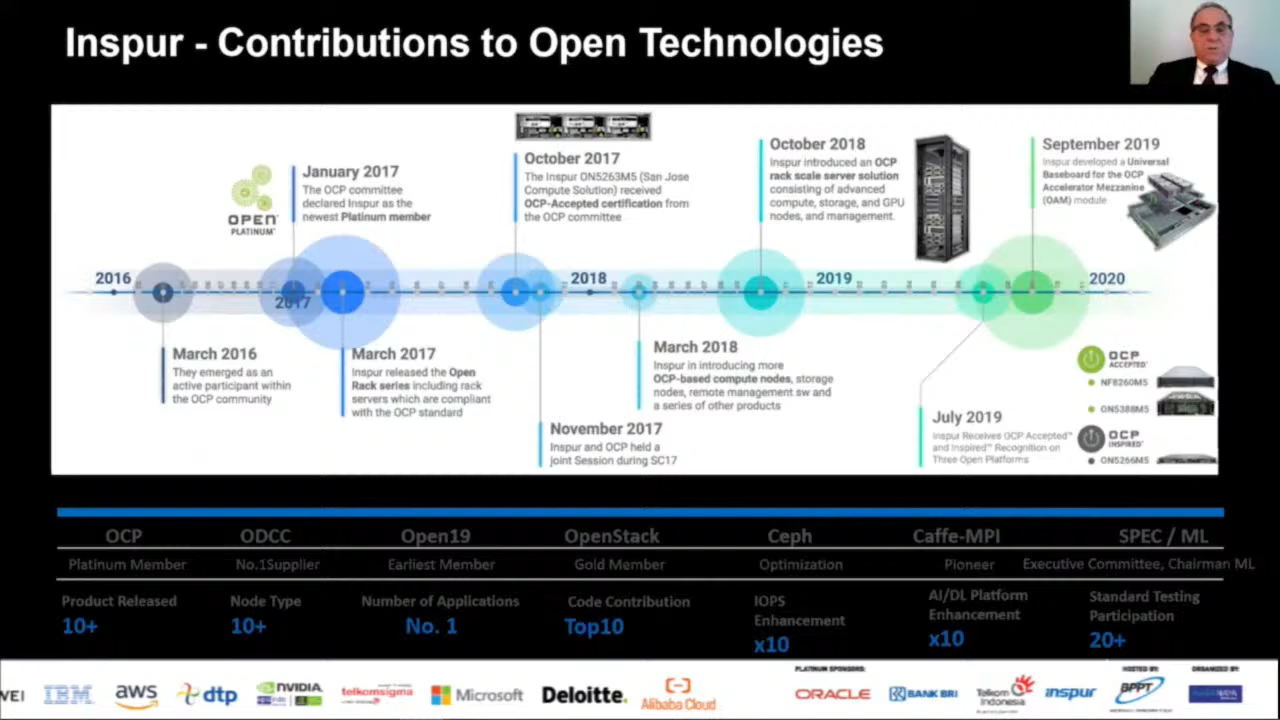 Inspur - Contributions to Open Technologies
OPEN
PLATINUM
January 2017
The OCP committee
declared Inspur as the
newest Platinum member
October 2017
The Inspur ON5263M5 (San Jose
Compute Solution) received
OCP-Accepted certification from
the OCP committee
October 2018
Inspur introduced an OCP
rack scale server solution
consisting of advanced
compute, storage, and GPU
nodes, and management.
September 2019
Inspur developed a Universal
Baseboard for the OCP
Accelerator Mezzanine
(OAM) module
2016
2017
2018
2019
2020
March 2016
They emerged as an
active participant within
the OCP community
March 2017
Inspur released the Open
Rack series including rack
servers which are compliant
with the OCP standard
November 2017
Inspur and OCP held a
joint Session during SC17
March 2018
Inspur in introducing more
OCP-based compute nodes, storage
nodes, remote management sw and
a series of other products
July 2019
Inspur Receives OCP Accepted™
and Inspired™ Recognition on
Three Open Platforms
OCP
ACCEPTED™
NF8260M5
ON5388M5
OCP
INSPIRED™
ON5266M5
OCP ODCC Open19 OpenStack Ceph Caffe-MPI SPEC / ML
Platinum Member No.1Supplier Earliest Member Gold Member Optimization Pioneer Executive Committee, Chairman ML
Product Released
10+
Node Type
10+
Number of Applications
No. 1
Code Contribution
Top10
IOPS
Enhancement
x10
AI/DL Platform
Enhancement
x10
Standard Testing
Participation
20+
PLATINUM SPONSORS:
HOSTED BY:
ORGANIZED BY:
WEI IBM aws dtp NVIDIA telkomsigma Microsoft Deloitte. Alibaba Cloud ORACLE BANK BRI Telkom Indonesia inspur BPPT